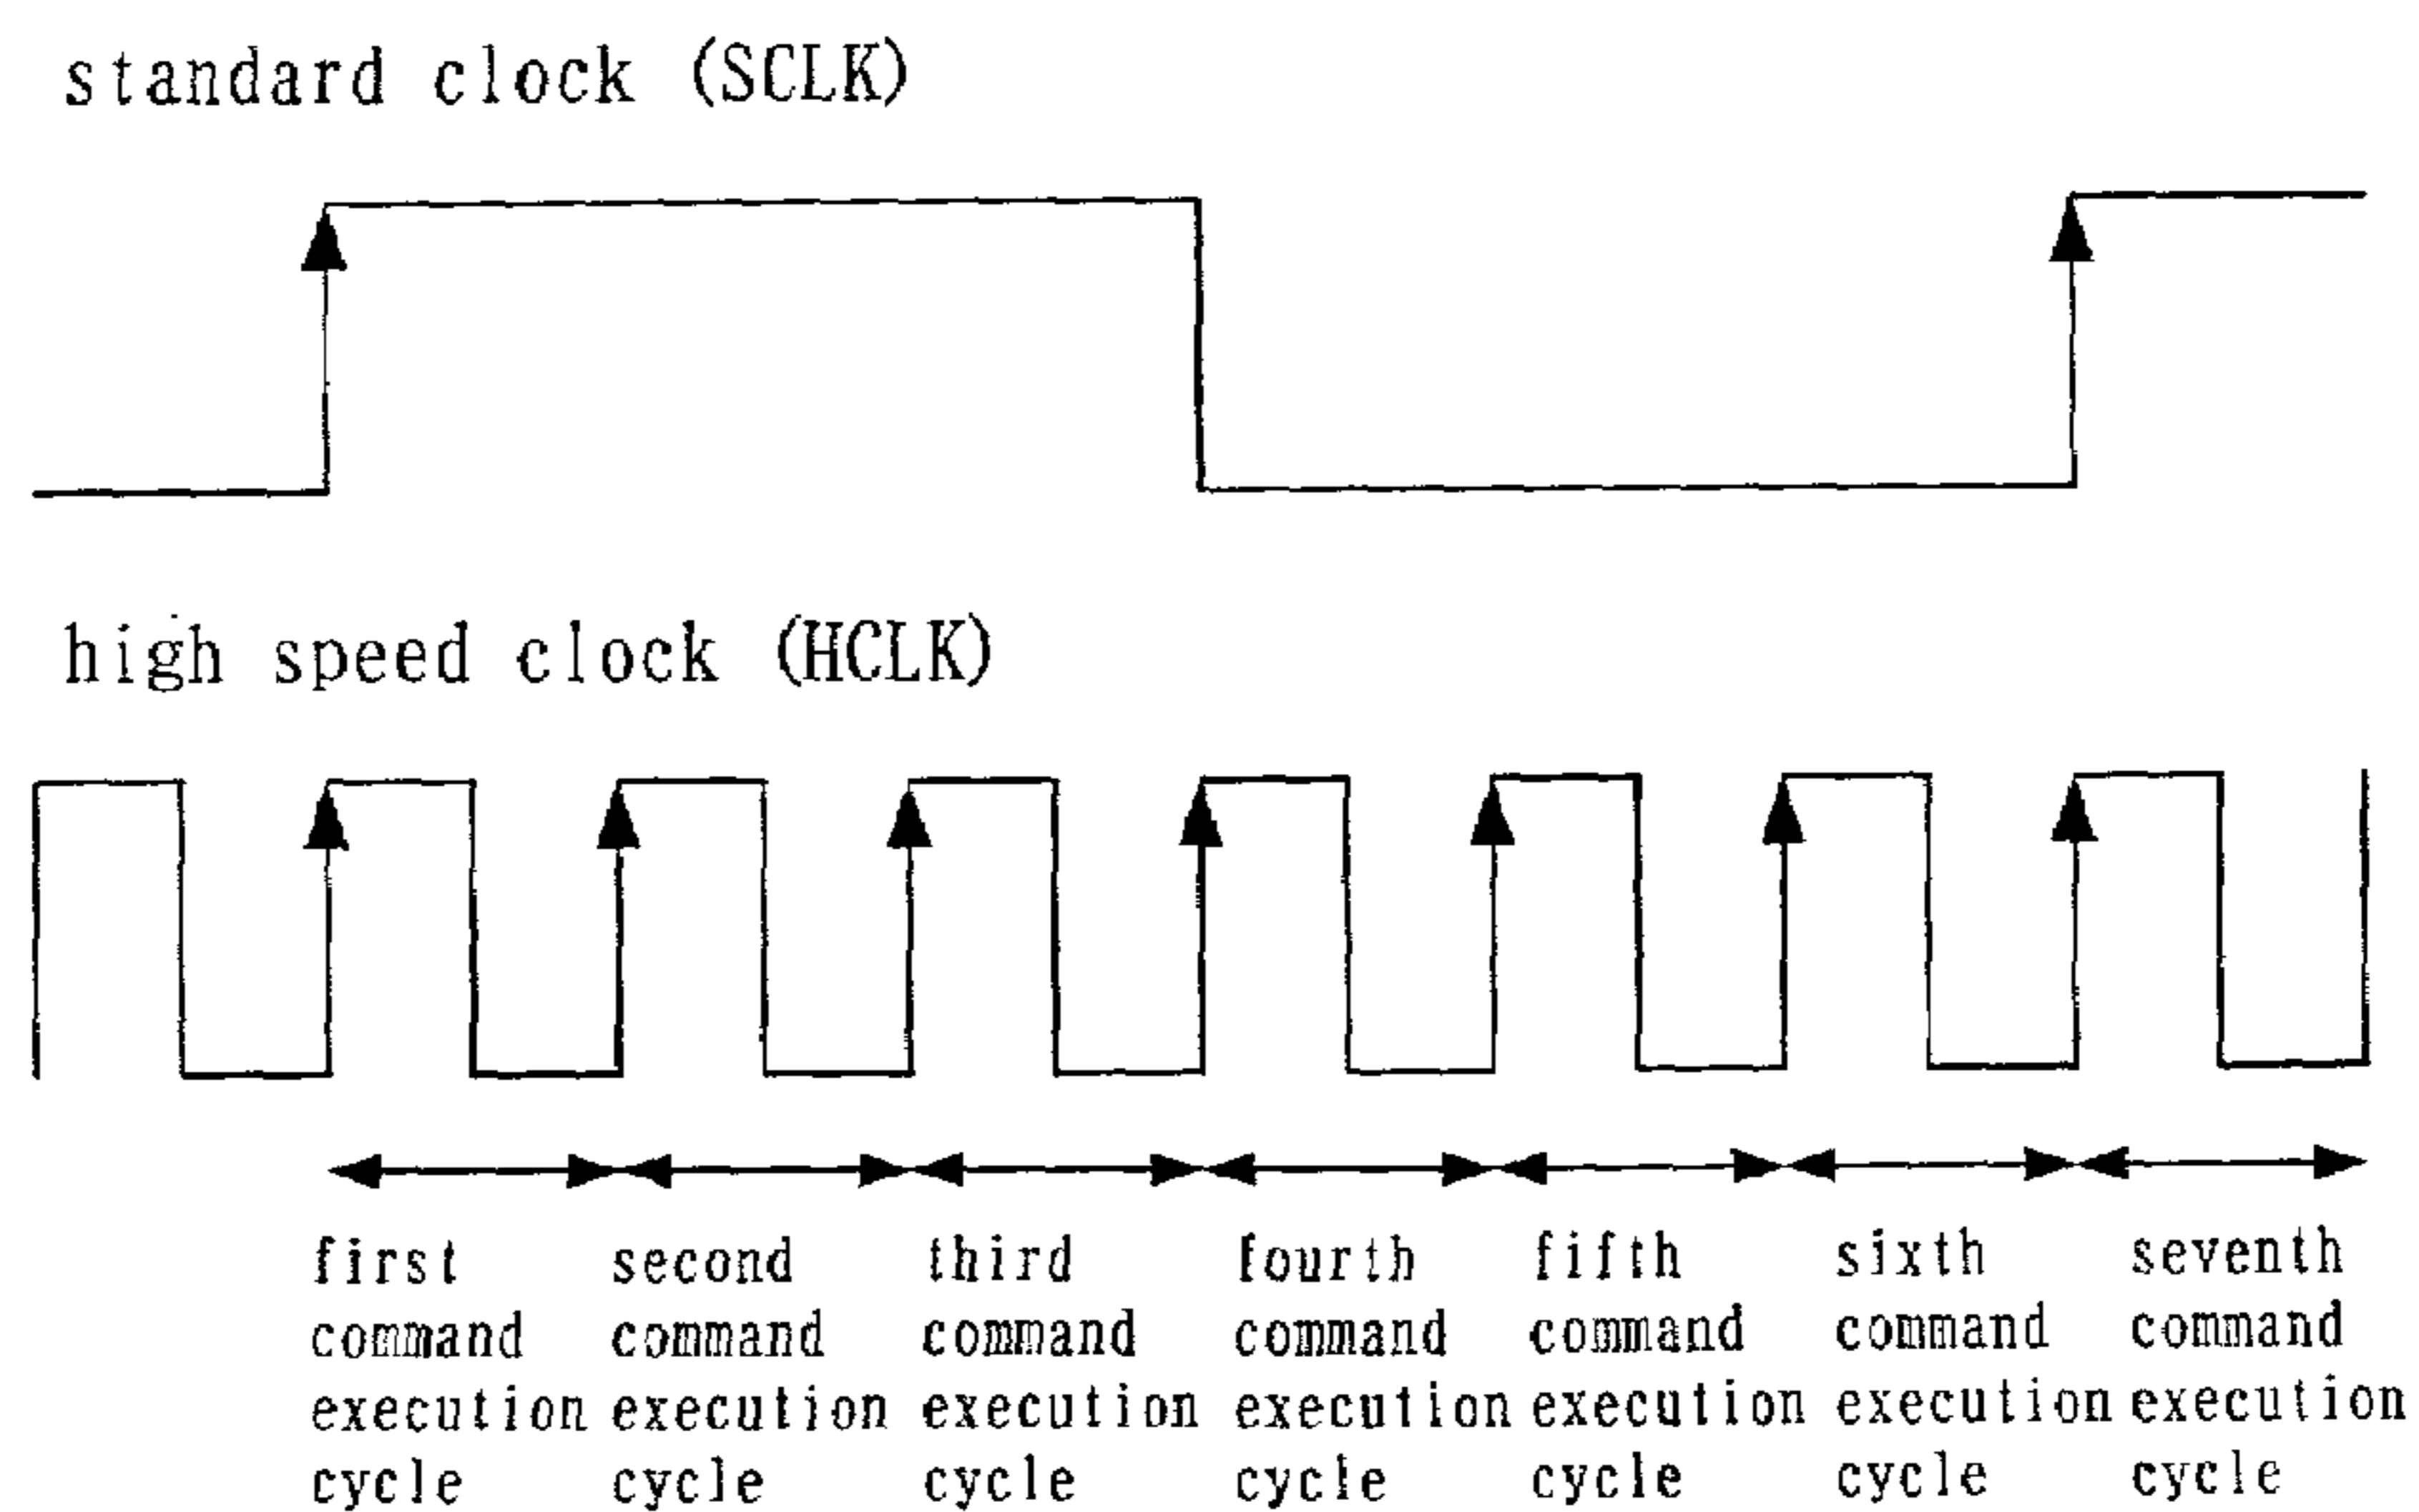 standard clock (SCLK)
high speed clock (HCLK)
first second third fourth fifth sixth seventh
command command command command command command command
execution execution execution execution execution execution execution
cycle cycle cycle cycle cycle cycle cycle